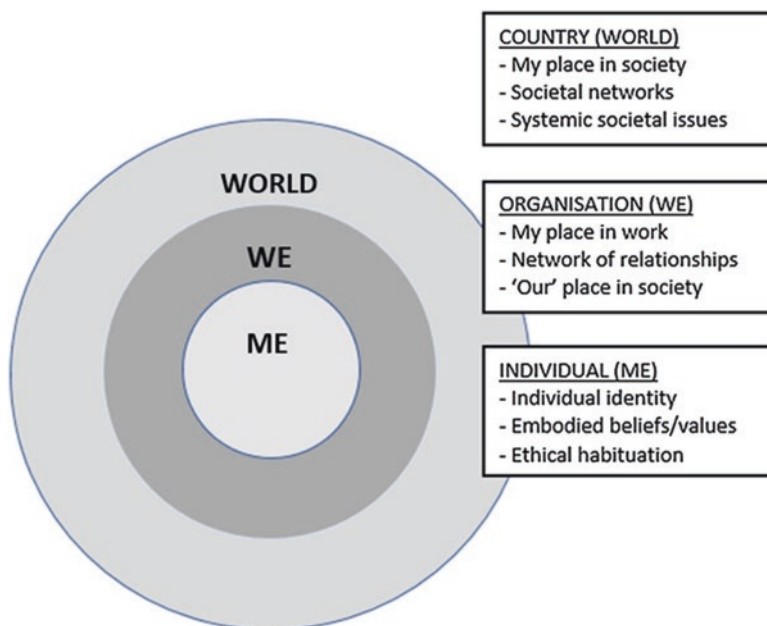 COUNTRY (WORLD)
- My place in society
- Societal networks
- Systemic societal issues
WORLD
WE
ME
ORGANISATION (WE)
- My place in work
- Network of relationships
- ‘Our’ place in society
INDIVIDUAL (ME)
- Individual identity
- Embodied beliefs/values
- Ethical habituation